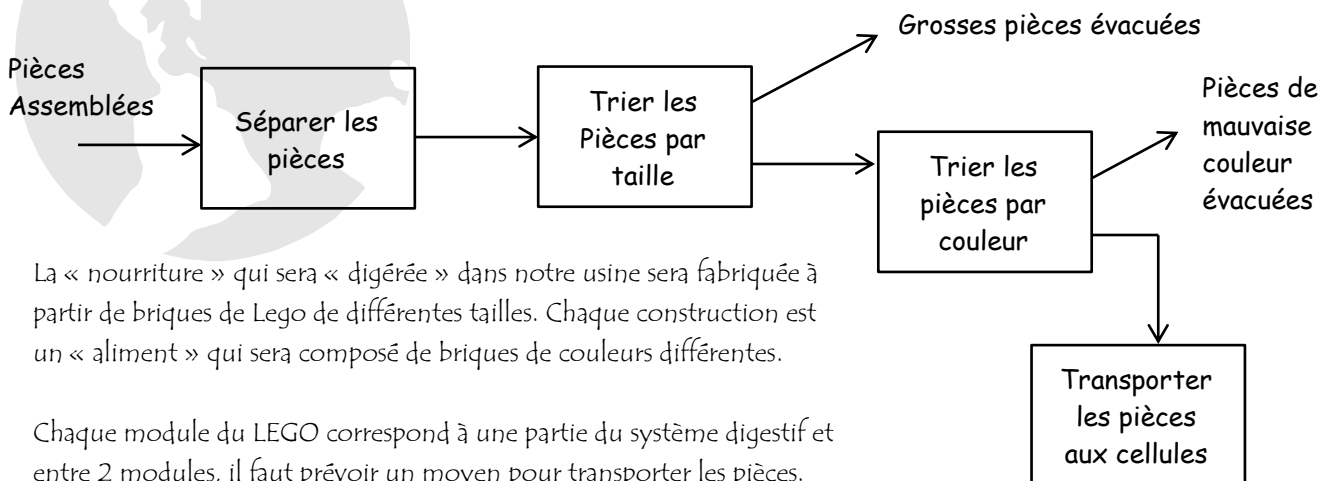 Grosses pièces évacuées
Pièces
Assemblées
Séparer les
pièces
Trier les
Pièces par
taille
Trier les
pièces par
couleur
Pièces de
mauvaise
couleur
évacuées
La « nourriture » qui sera « digérée » dans notre usine sera fabriquée à
partir de briques de Lego de différentes tailles. Chaque construction est
un « aliment » qui sera composé de briques de couleurs différentes.
Transporter
les pièces
aux cellules
Chaque module du LEGO correspond à une partie du système digestif et
entre 2 modules, il faut prévoir un moyen pour transporter les pièces.